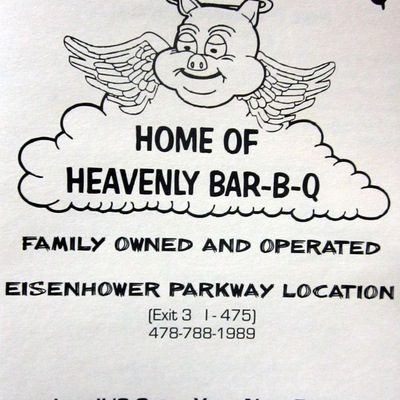 HOME OF
HEAVENLY BAR-B-Q
FAMILY OWNED AND OPERATED
EISENHOWER PARKWAY LOCATION
(Exit 3 I-475)
478-788-1989